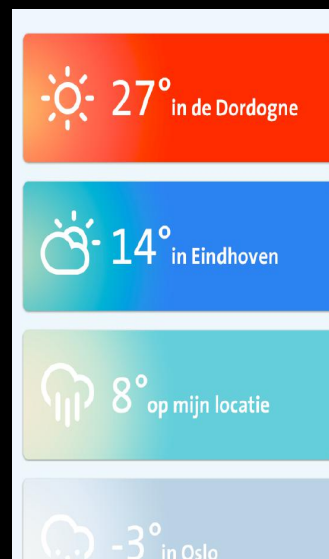 27° in de Dordogne
14° in Eindhoven
8° op mijn locatie
-3° in Oslo